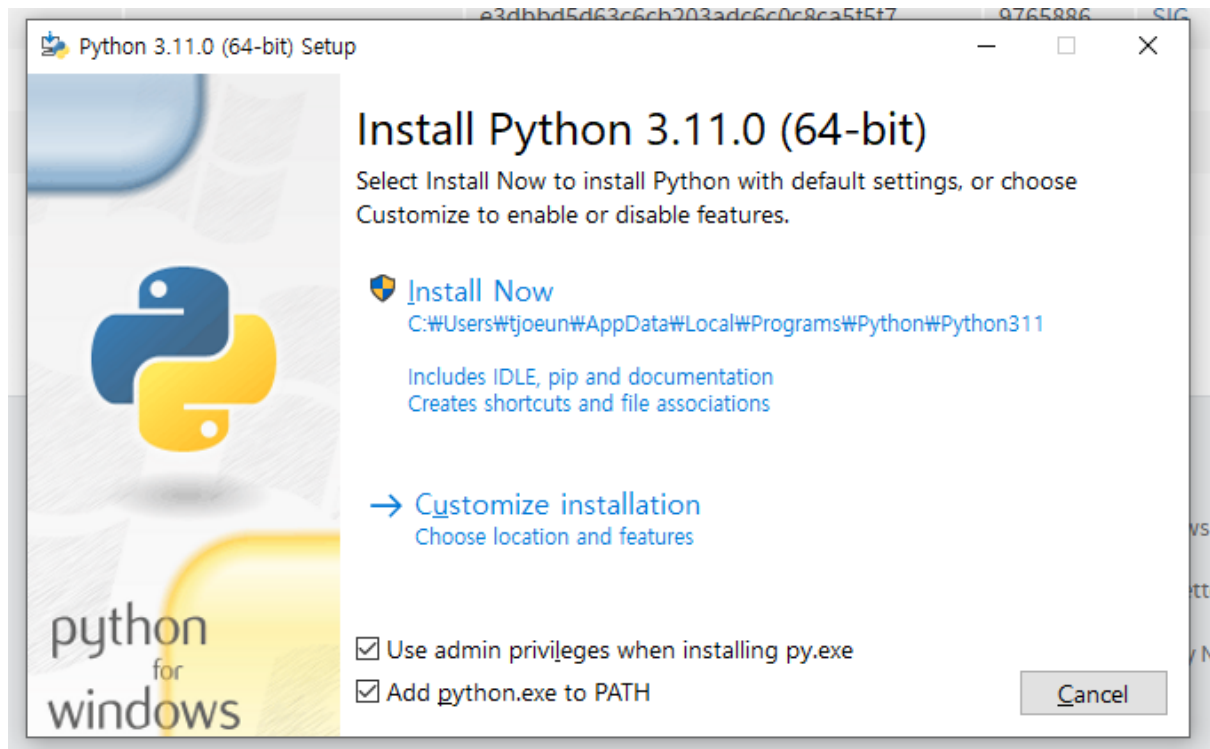 e3dbbd5d63c6cb203adc6c0c8ca5f5f7 9765886 SIG
Python 3.11.0 (64-bit) Setup
Install Python 3.11.0 (64-bit)
Select Install Now to install Python with default settings, or choose
Customize to enable or disable features.
Install Now
C:₩Users₩tjoeun₩AppData₩Local₩Programs₩Python₩Python311
Includes IDLE, pip and documentation
Creates shortcuts and file associations
Customize installation
Choose location and features
python
for
windows
Use admin privileges when installing py.exe
Add python.exe to PATH
Cancel